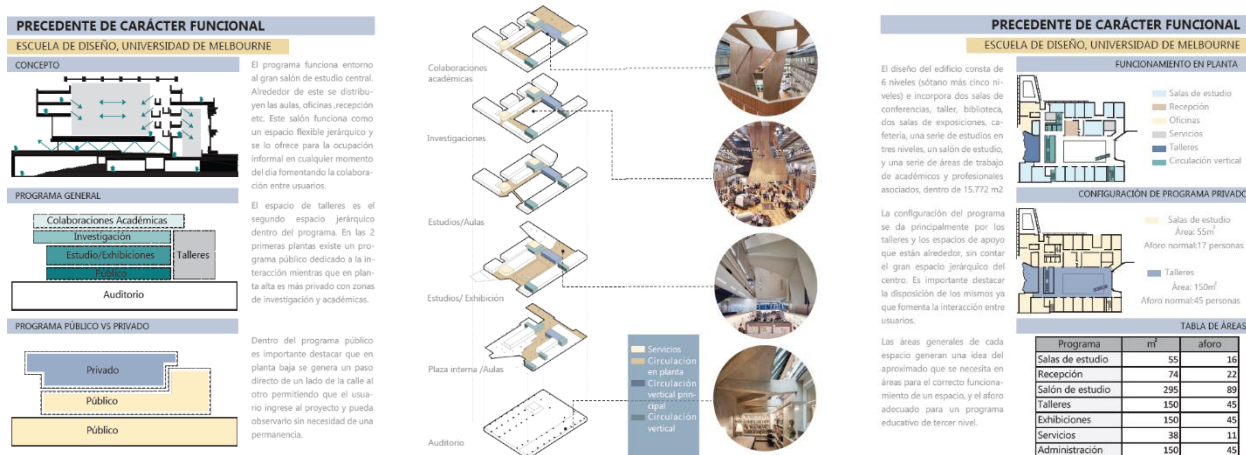 PRECEDENTE DE CARÁCTER FUNCIONAL
ESCUELA DE DISEÑO, UNIVERSIDAD DE MELBOURNE
CONCEPTO
El programa funciona entorno
al gran salón de estudio central.
Alrededor de este se distribu-
yen las aulas, oficinas ,recepción
etc. Este salón funciona como
un espacio flexible jerárquico y
se lo ofrece para la ocupación
informal en cualquier momento
del día fomentando la colabora-
ción entre usuarios.
PROGRAMA GENERAL
Colaboraciones Académicas
Investigación
Estudio/Exhibiciones
Público
Talleres
Auditorio
El espacio de talleres es el
segundo espacio jerárquico
dentro del programa. En las 2
primeras plantas existe un pro-
grama público dedicado a la in-
teracción mientras que en plan-
ta alta es más privado con zonas
de investigación y académicas.
PROGRAMA PÚBLICO VS PRIVADO
Privado
Público
Público
Dentro del programa público
es importante destacar que en
planta baja se genera un paso
directo de un lado de la calle al
otro permitiendo que el usua-
rio ingrese al proyecto y pueda
observarlo sin necesidad de una
permanencia.
Colaboraciones
académicas
Investigaciones
Estudios/Aulas
Estudios/ Exhibición
Plaza interna /Aulas
Auditorio
Servicios
Circulación
en planta
Circulación
vertical prin-
cipal
Circulación
vertical
PRECEDENTE DE CARÁCTER FUNCIONAL
ESCUELA DE DISEÑO, UNIVERSIDAD DE MELBOURNE
El diseño del edificio consta de
6 niveles (sótano más cinco ni-
veles) e incorpora dos salas de
conferencias, taller, biblioteca,
dos salas de exposiciones, ca-
fetería, una serie de estudios en
tres niveles, un salón de estudio,
y una serie de áreas de trabajo
de académicos y profesionales
asociados, dentro de 15.772 m2
La configuración del programa
se da principalmente por los
talleres y los espacios de apoyo
que están alrededor, sin contar
el gran espacio jerárquico del
centro. Es importante destacar
la disposición de los mismos ya
que fomenta la interacción entre
usuarios.
Las áreas generales de cada
espacio generan una idea del
aproximado que se necesita en
áreas para el correcto funciona-
miento de un espacio, y el aforo
adecuado para un programa
educativo de tercer nivel.
FUNCIONAMIENTO EN PLANTA
Salas de estudio
Recepción
Oficinas
Servicios
Talleres
Circulación vertical
CONFIGURACIÓN DE PROGRAMA PRIVADO
Salas de estudio
Área: 55m²
Aforo normal:17 personas
Talleres
Área: 150m²
Aforo normal:45 personas
TABLA DE ÁREAS
Programa m² aforo
Salas de estudio 55 16
Recepción 74 22
Salón de estudio 295 89
Talleres 150 45
Exhibiciones 150 45
Servicios 38 11
Administración 150 45